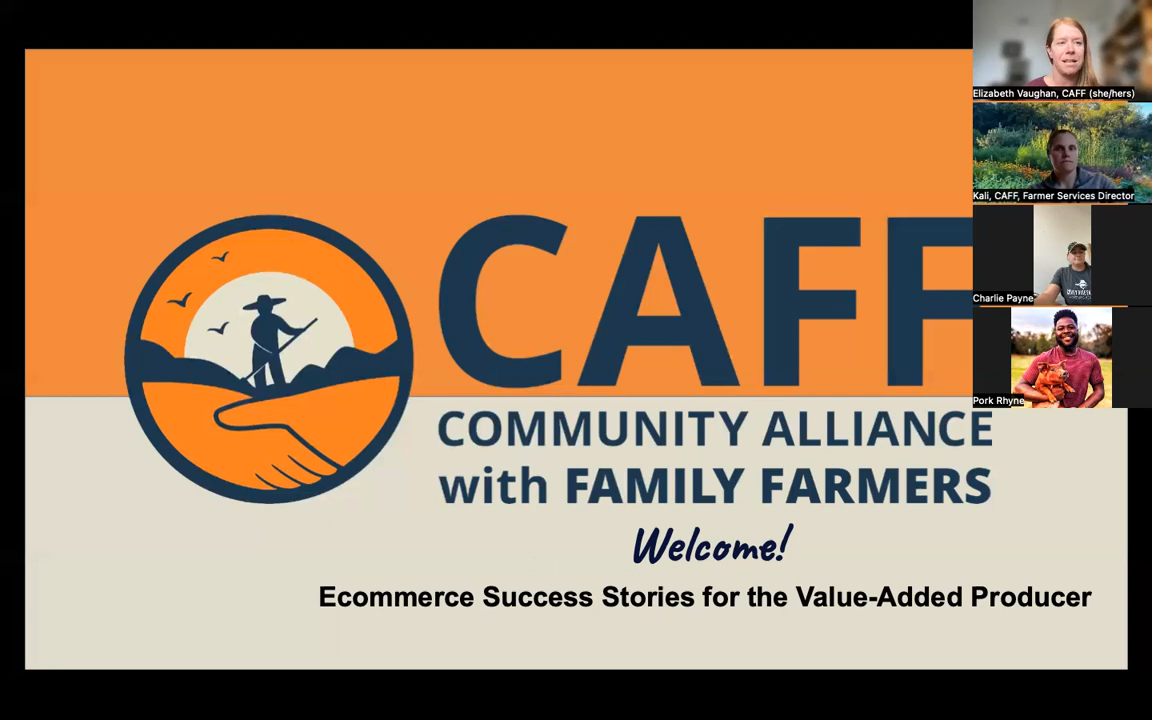 CAFF
COMMUNITY ALLIANCE
with FAMILY FARMERS
Welcome!
Ecommerce Success Stories for the Value-Added Producer
Elizabeth Vaughan, CAFF (she/hers)
Kali, CAFF, Farmer Services Director
Charlie Payne
Pork Rhyne